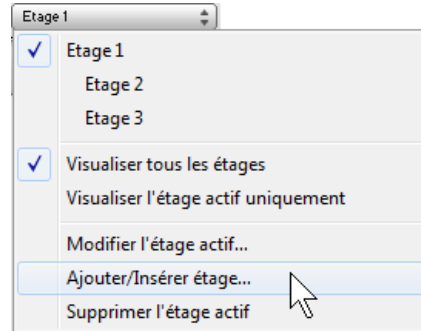 Etage 1
Etage 1
Etage 2
Etage 3
Visualiser tous les étages
Visualiser l'étage actif uniquement
Modifier l'étage actif...
Ajouter/Insérer étage...
Supprimer l'étage actif